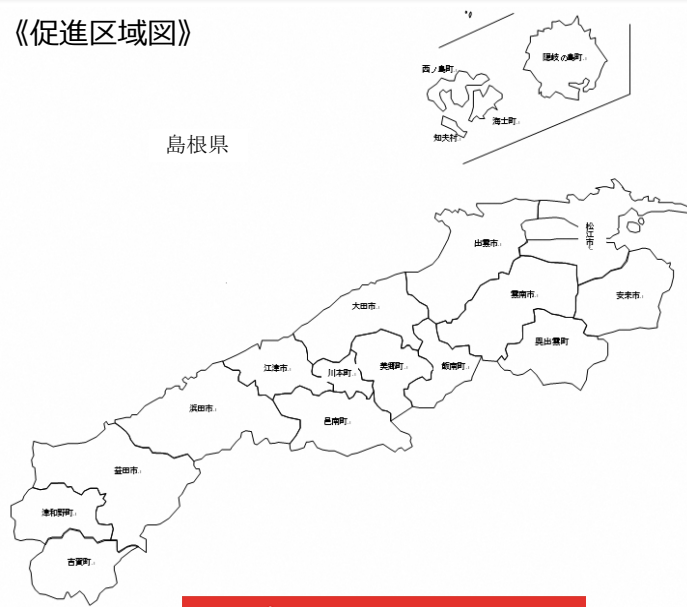 《促進区域図》
隠岐の島町
西ノ島町
海士町
知夫村
島根県
松江市
出雲市
雲南市
安来市
大田市
奥出雲町
江津市
川本町
美郷町
飯南町
浜田市
邑南町
益田市
津和野町
吉賀町